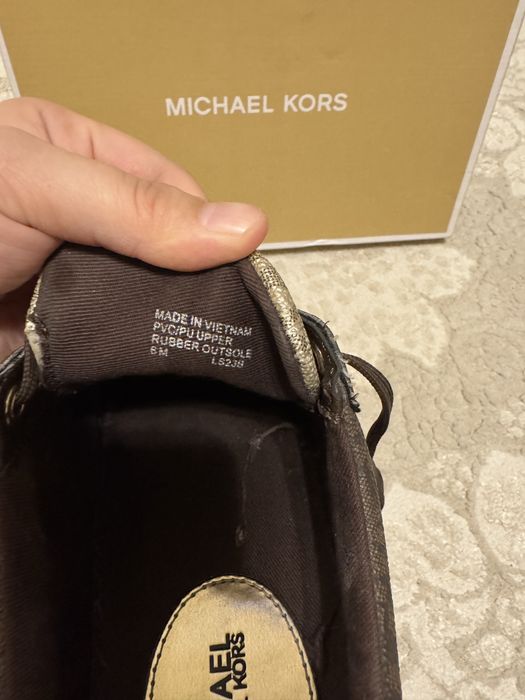 MICHAEL KORS
MADE IN VIETNAM
PVC/PU UPPER
RUBBER OUTSOLE
6 M LS23B
AEL
KORS